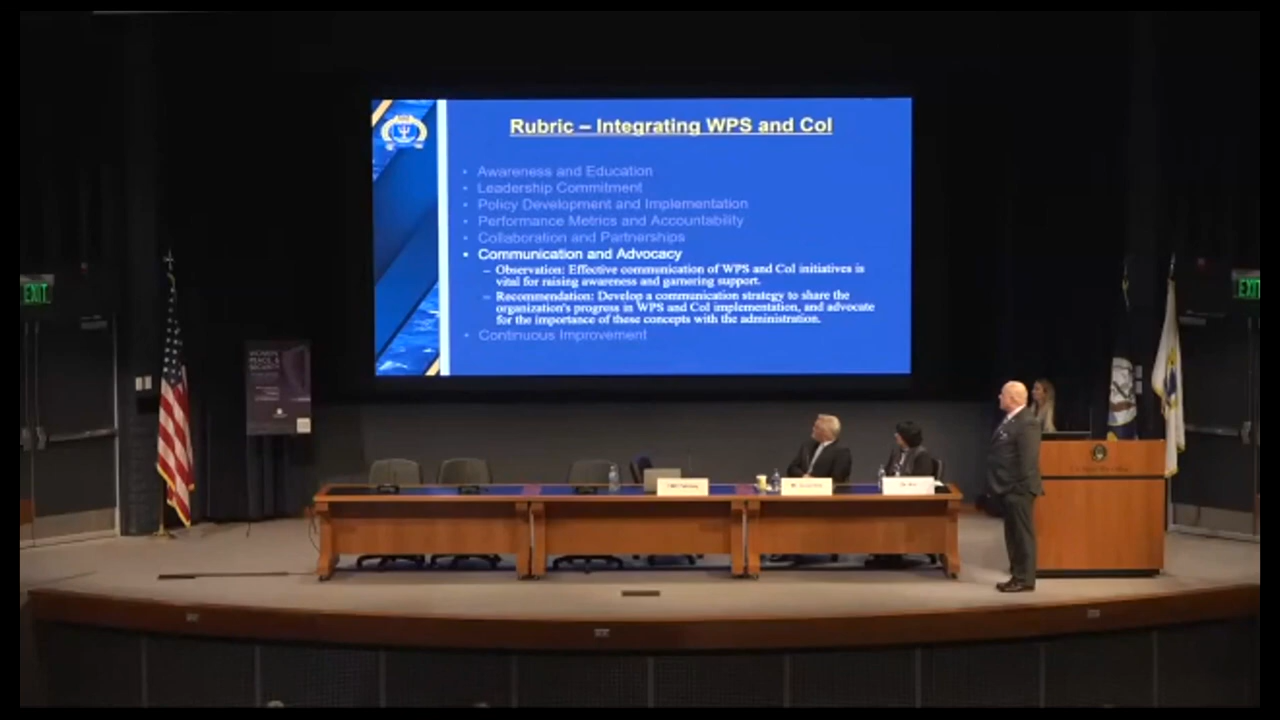 Rubric – Integrating WPS and CoI
• Awareness and Education
• Leadership Commitment
• Policy Development and Implementation
• Performance Metrics and Accountability
• Collaboration and Partnerships
• Communication and Advocacy
– Observation: Effective communication of WPS and CoI initiatives is
vital for raising awareness and garnering support.
– Recommendation: Develop a communication strategy to share the
organization's progress in WPS and CoI implementation, and advocate
for the importance of these concepts with the administration.
• Continuous Improvement
EXIT
EXIT
WOMEN,
PEACE, &
SECURITY